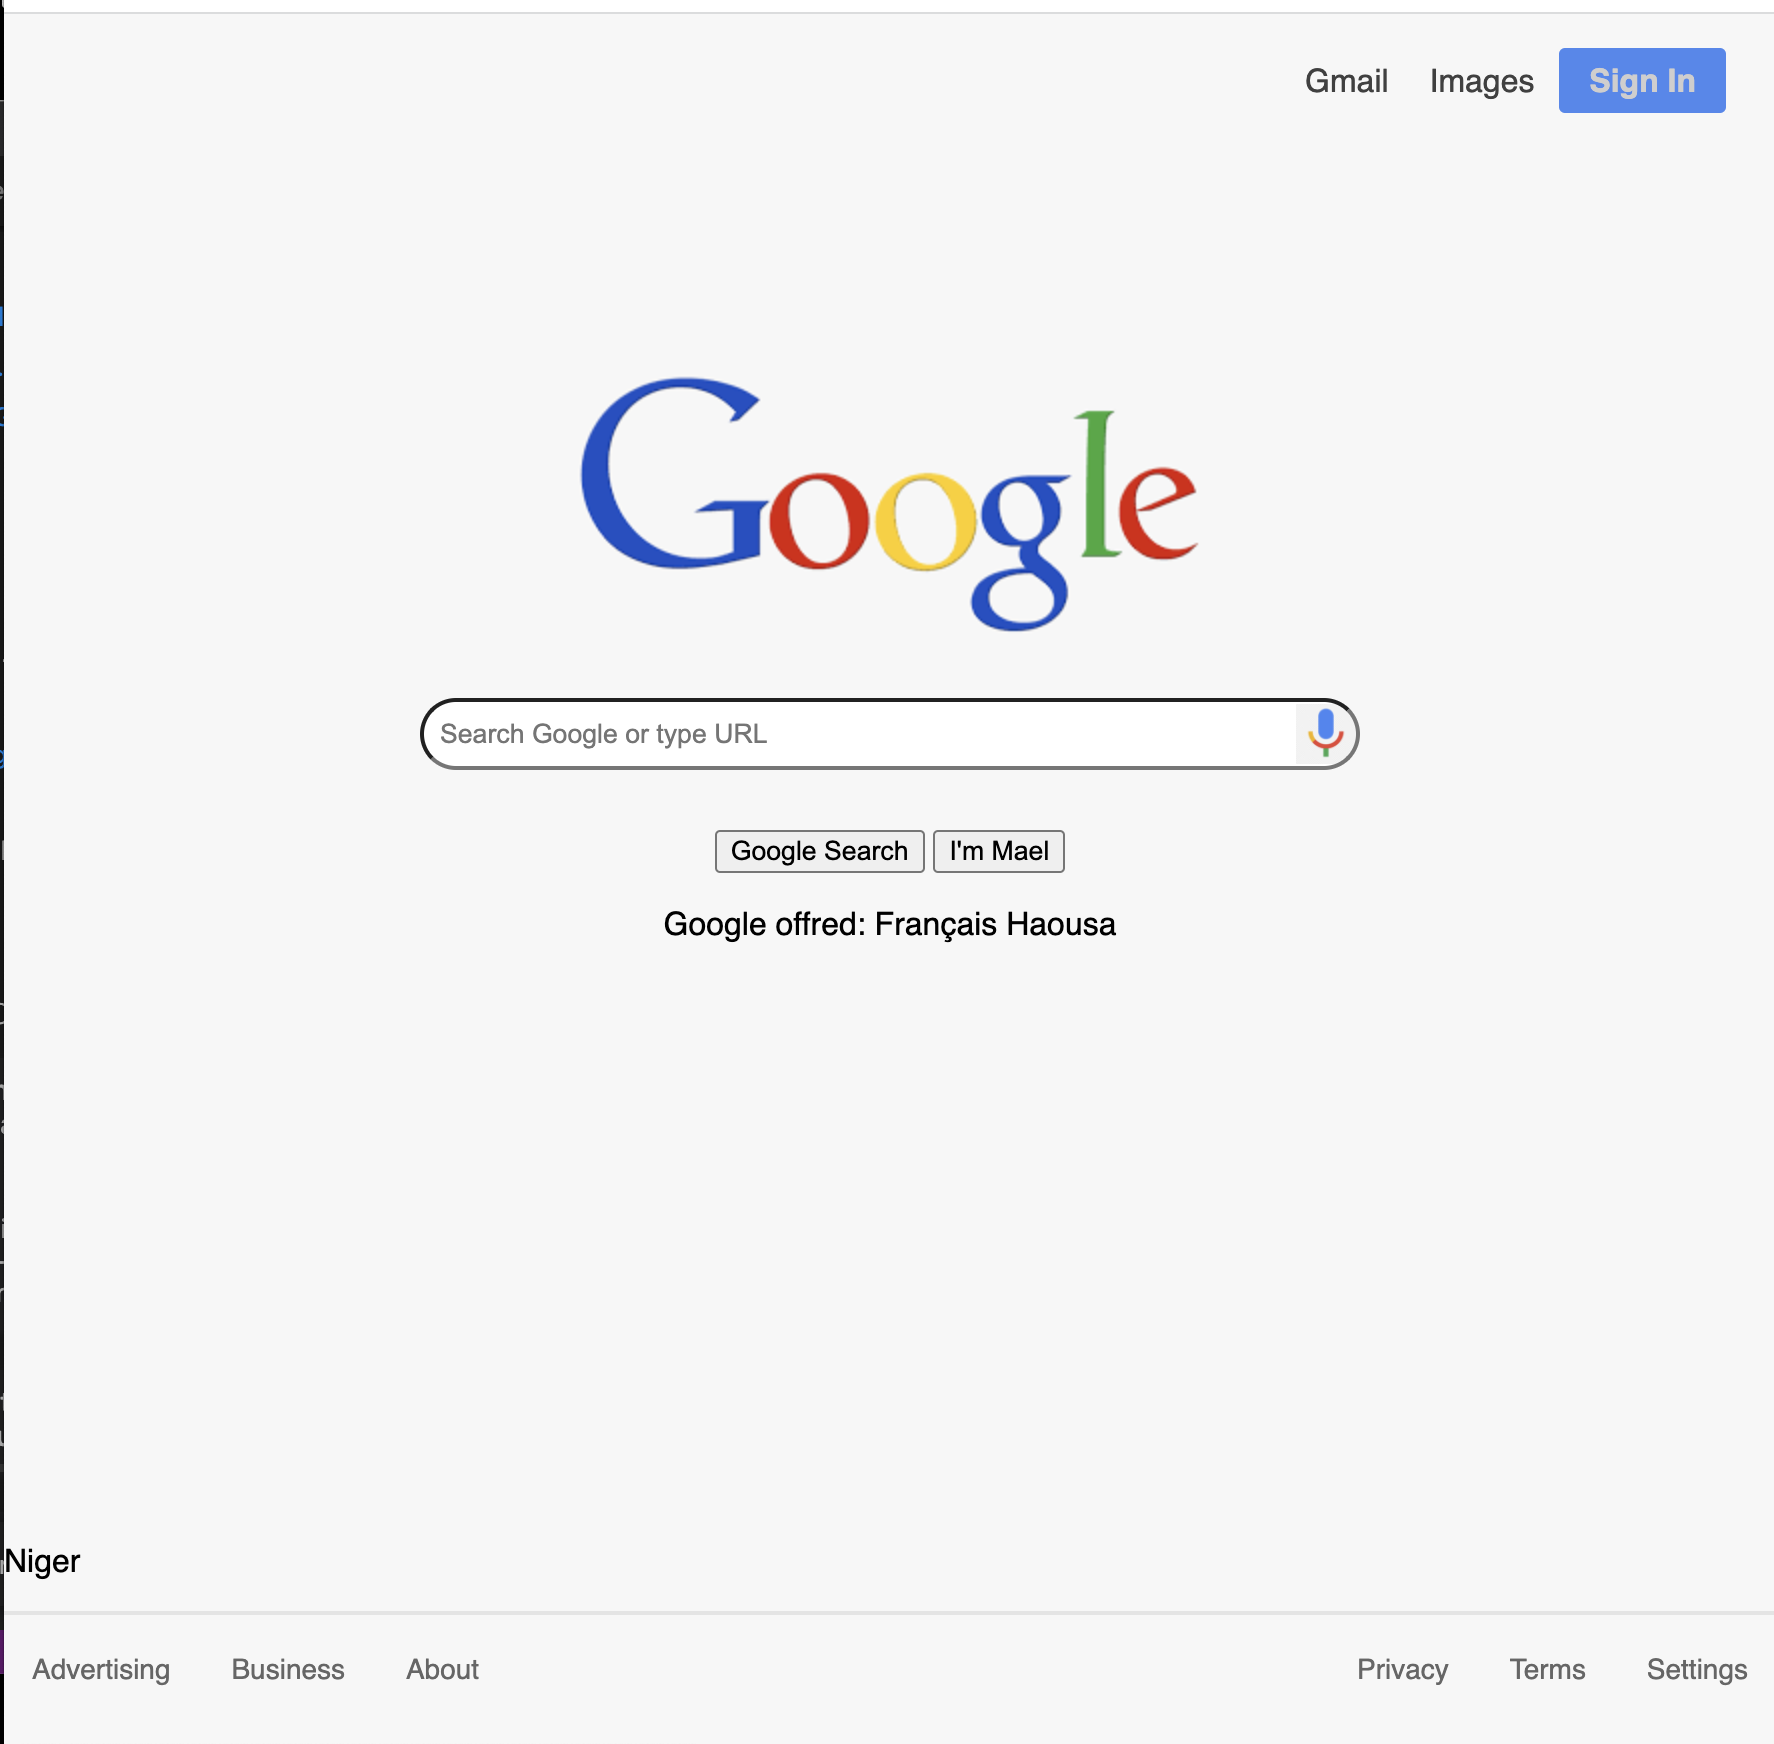 Gmail Images Sign In
Google
Search Google or type URL
Google Search I'm Mael
Google offred: Français Haousa
Niger
Advertising Business About Privacy Terms Settings